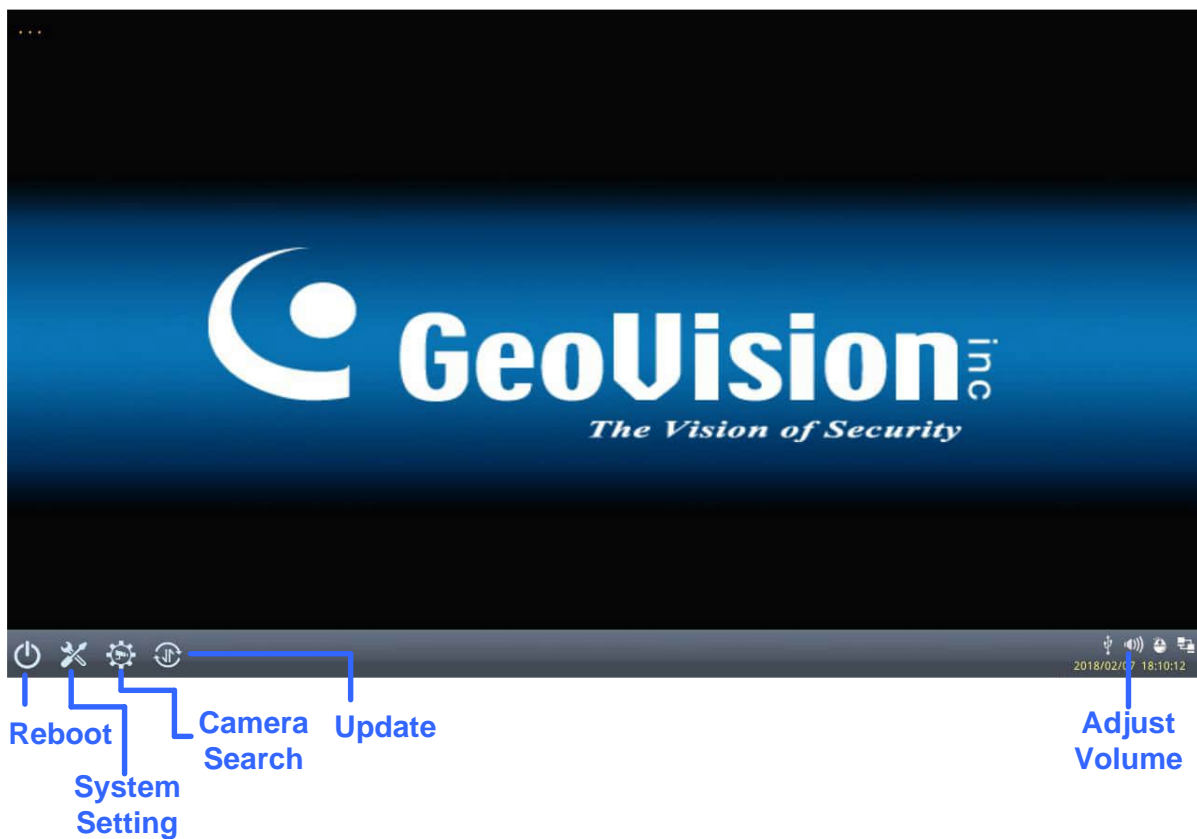 ...
GeoVision inc
The Vision of Security
2018/02/07 18:10:12
Reboot
System
Setting
Camera
Search
Update
Adjust
Volume